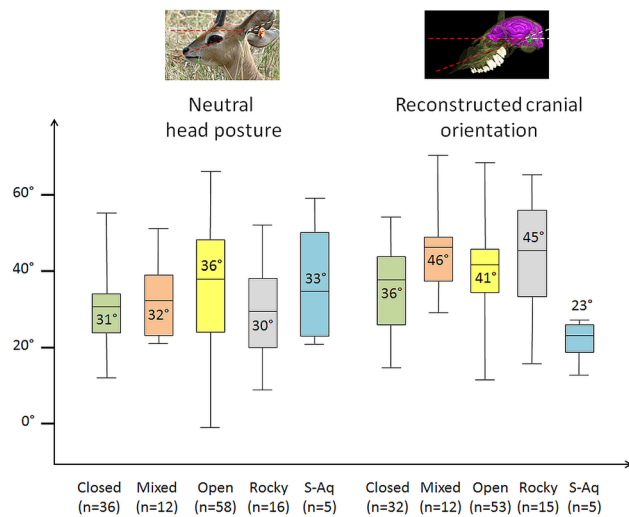 Neutral
head posture
Reconstructed cranial
orientation
60°
40°
20°
0°
31°
32°
36°
30°
33°
36°
46°
41°
45°
23°
Closed Mixed Open Rocky S-Aq Closed Mixed Open Rocky S-Aq
(n=36) (n=12) (n=58) (n=16) (n=5) (n=32) (n=12) (n=53) (n=15) (n=5)